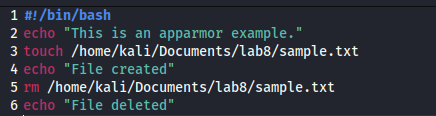 1 #!/bin/bash
2 echo "This is an apparmor example."
3 touch /home/kali/Documents/lab8/sample.txt
4 echo "File created"
5 rm /home/kali/Documents/lab8/sample.txt
6 echo "File deleted"